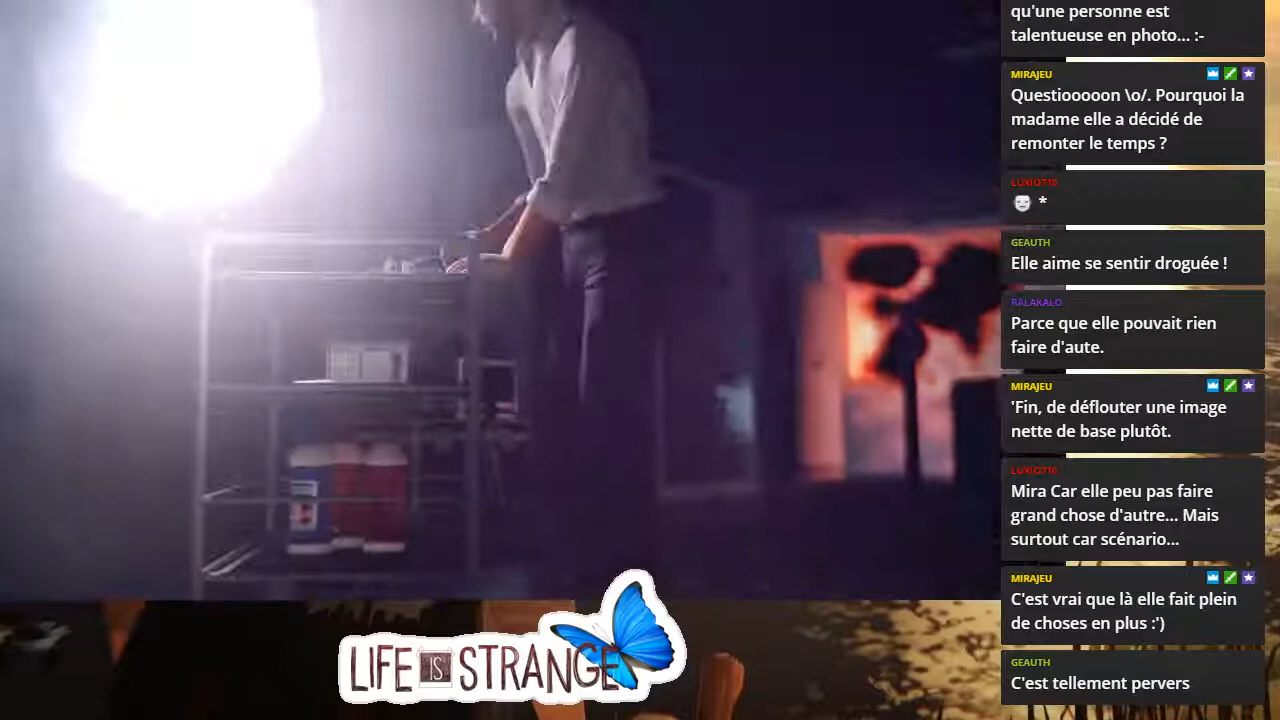 qu'une personne est
talentueuse en photo... :-
MIRAJEU
Questiooooon \o/. Pourquoi la
madame elle a décidé de
remonter le temps ?
LUXIO710
*
GEAUTH
Elle aime se sentir droguée !
RALAKALO
Parce que elle pouvait rien
faire d'aute.
MIRAJEU
'Fin, de déflouter une image
nette de base plutôt.
LUXIO710
Mira Car elle peu pas faire
grand chose d'autre... Mais
surtout car scénario...
MIRAJEU
C'est vrai que là elle fait plein
de choses en plus :')
GEAUTH
C'est tellement pervers
LIFE IS STRANGE